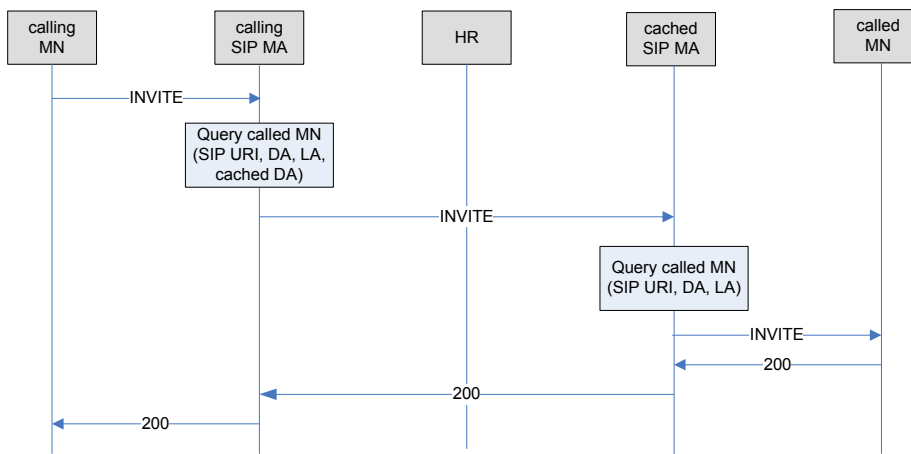 calling
MN
calling
SIP MA
HR
cached
SIP MA
called
MN
INVITE
Query called MN
(SIP URI, DA, LA,
cached DA)
INVITE
Query called MN
(SIP URI, DA, LA)
INVITE
200
200
200